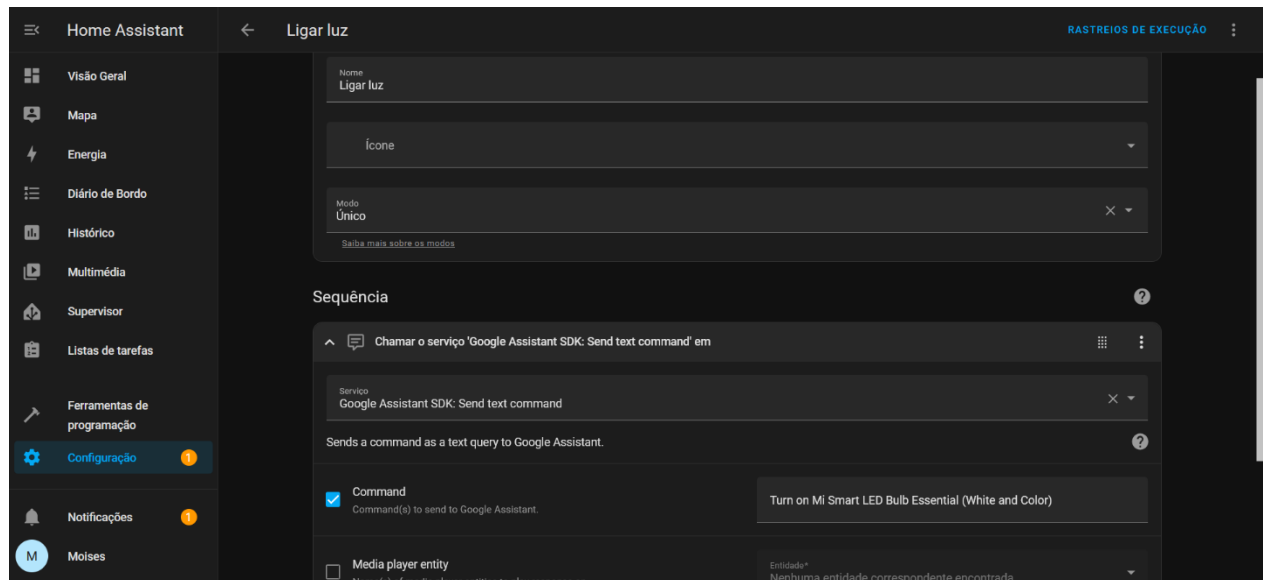 Home Assistant
Ligar luz
RASTREIOS DE EXECUÇÃO
Visão Geral
Mapa
Energia
Diário de Bordo
Histórico
Multimédia
Supervisor
Listas de tarefas
Ferramentas de
programação
Configuração 1
Notificações 1
M Moises
Nome
Ligar luz
Ícone
Modo
Único
Saiba mais sobre os modos
Sequência
Chamar o serviço 'Google Assistant SDK: Send text command' em
Serviço
Google Assistant SDK: Send text command
Sends a command as a text query to Google Assistant.
Command
Command(s) to send to Google Assistant.
Turn on Mi Smart LED Bulb Essential (White and Color)
Media player entity
Entidade*
Nenhuma entidade correspondente encontrada